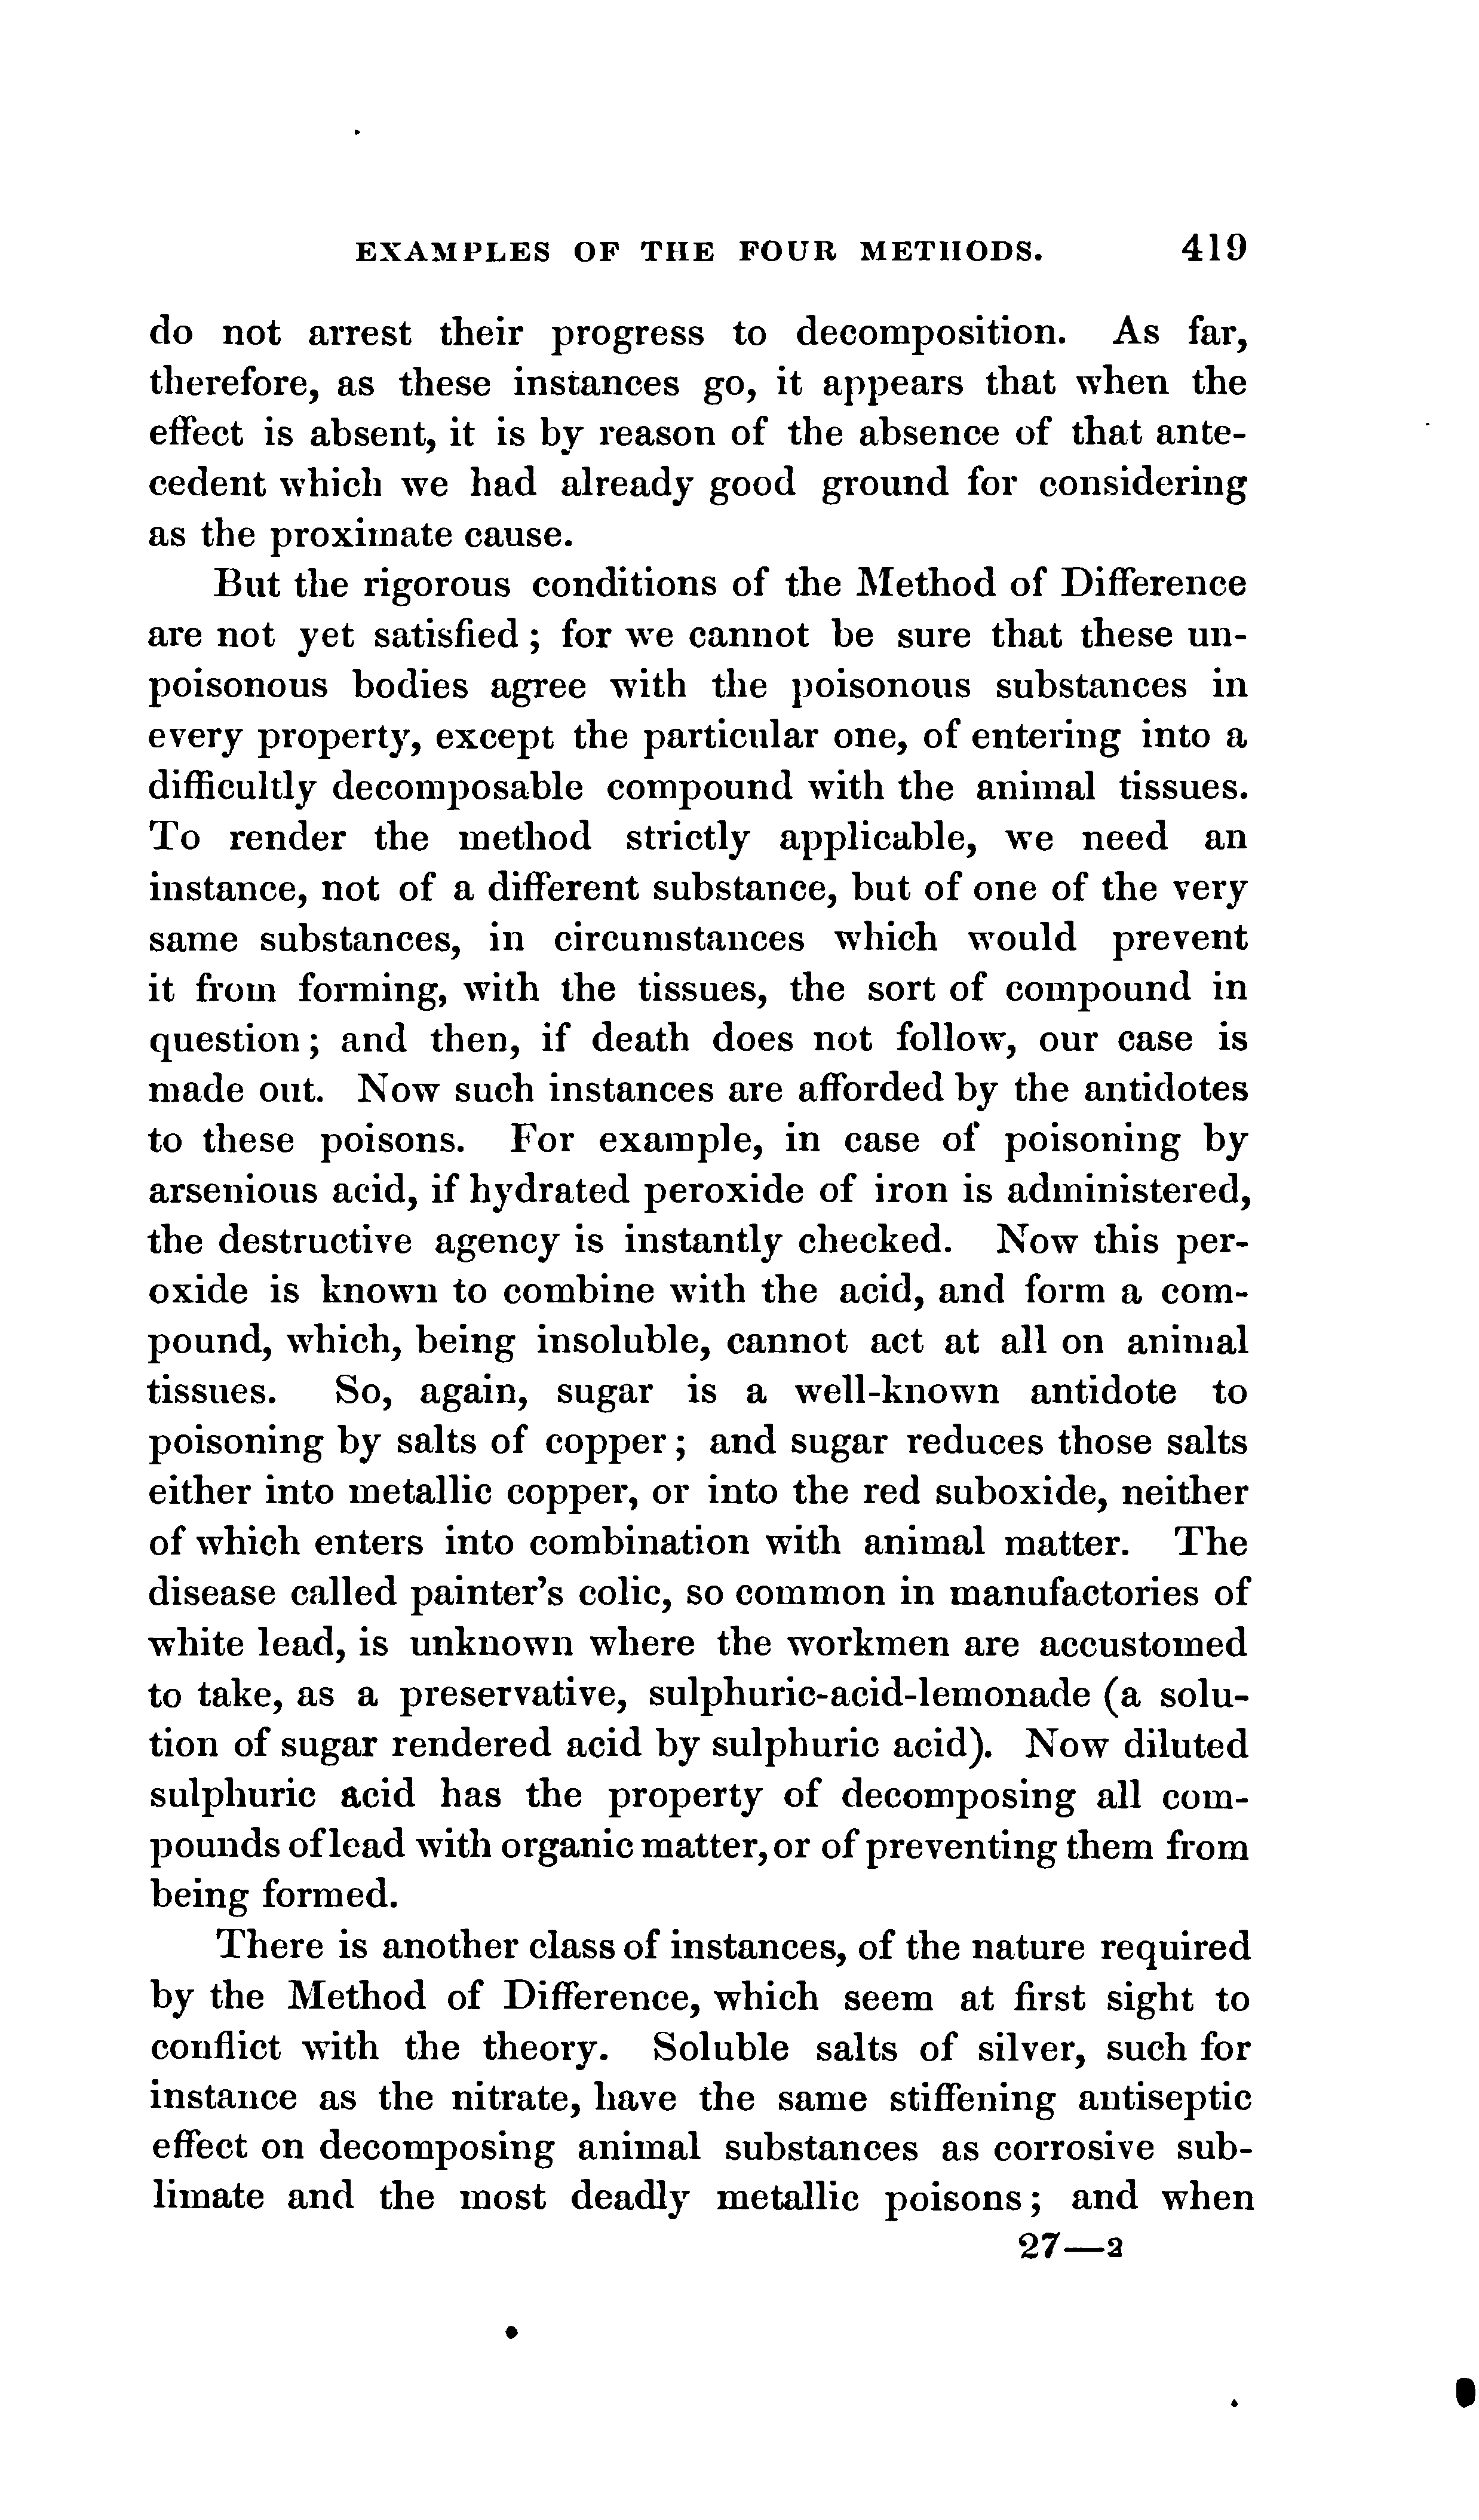 EXAMPLES OF THE FOUR METHODS. 419
do not arrest their progress to decomposition. As far,
therefore, as these instances go, it appears that when the
effect is absent, it is by reason of the absence of that ante-
cedent which we had already good ground for considering
as the proximate cause.
But the rigorous conditions of the Method of Difference
are not yet satisfied; for we cannot be sure that these un-
poisonous bodies agree with the poisonous substances in
every property, except the particular one, of entering into a
difficultly decomposable compound with the animal tissues.
To render the method strictly applicable, we need an
instance, not of a different substance, but of one of the very
same substances, in circumstances which would prevent
it from forming, with the tissues, the sort of compound in
question; and then, if death does not follow, our case is
made out. Now such instances are afforded by the antidotes
to these poisons. For example, in case of poisoning by
arsenious acid, if hydrated peroxide of iron is administered,
the destructive agency is instantly checked. Now this per-
oxide is known to combine with the acid, and form a com-
pound, which, being insoluble, cannot act at all on animal
tissues. So, again, sugar is a well-known antidote to
poisoning by salts of copper; and sugar reduces those salts
either into metallic copper, or into the red suboxide, neither
of which enters into combination with animal matter. The
disease called painter's colic, so common in manufactories of
white lead, is unknown where the workmen are accustomed
to take, as a preservative, sulphuric-acid-lemonade (a solu-
tion of sugar rendered acid by sulphuric acid). Now diluted
sulphuric acid has the property of decomposing all com-
pounds of lead with organic matter, or of preventing them from
being formed.
There is another class of instances, of the nature required
by the Method of Difference, which seem at first sight to
conflict with the theory. Soluble salts of silver, such for
instance as the nitrate, have the same stiffening antiseptic
effect on decomposing animal substances as corrosive sub-
limate and the most deadly metallic poisons; and when
27—2